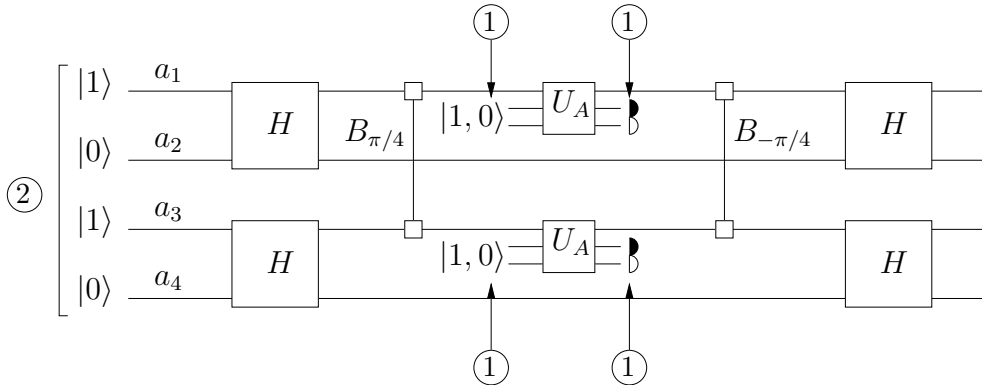 ① ①
|1⟩ a₁ H |1, 0⟩ U_A H
B_{π/4} B_{−π/4}
|0⟩ a₂
②
|1⟩ a₃ H |1, 0⟩ U_A H
|0⟩ a₄
① ①